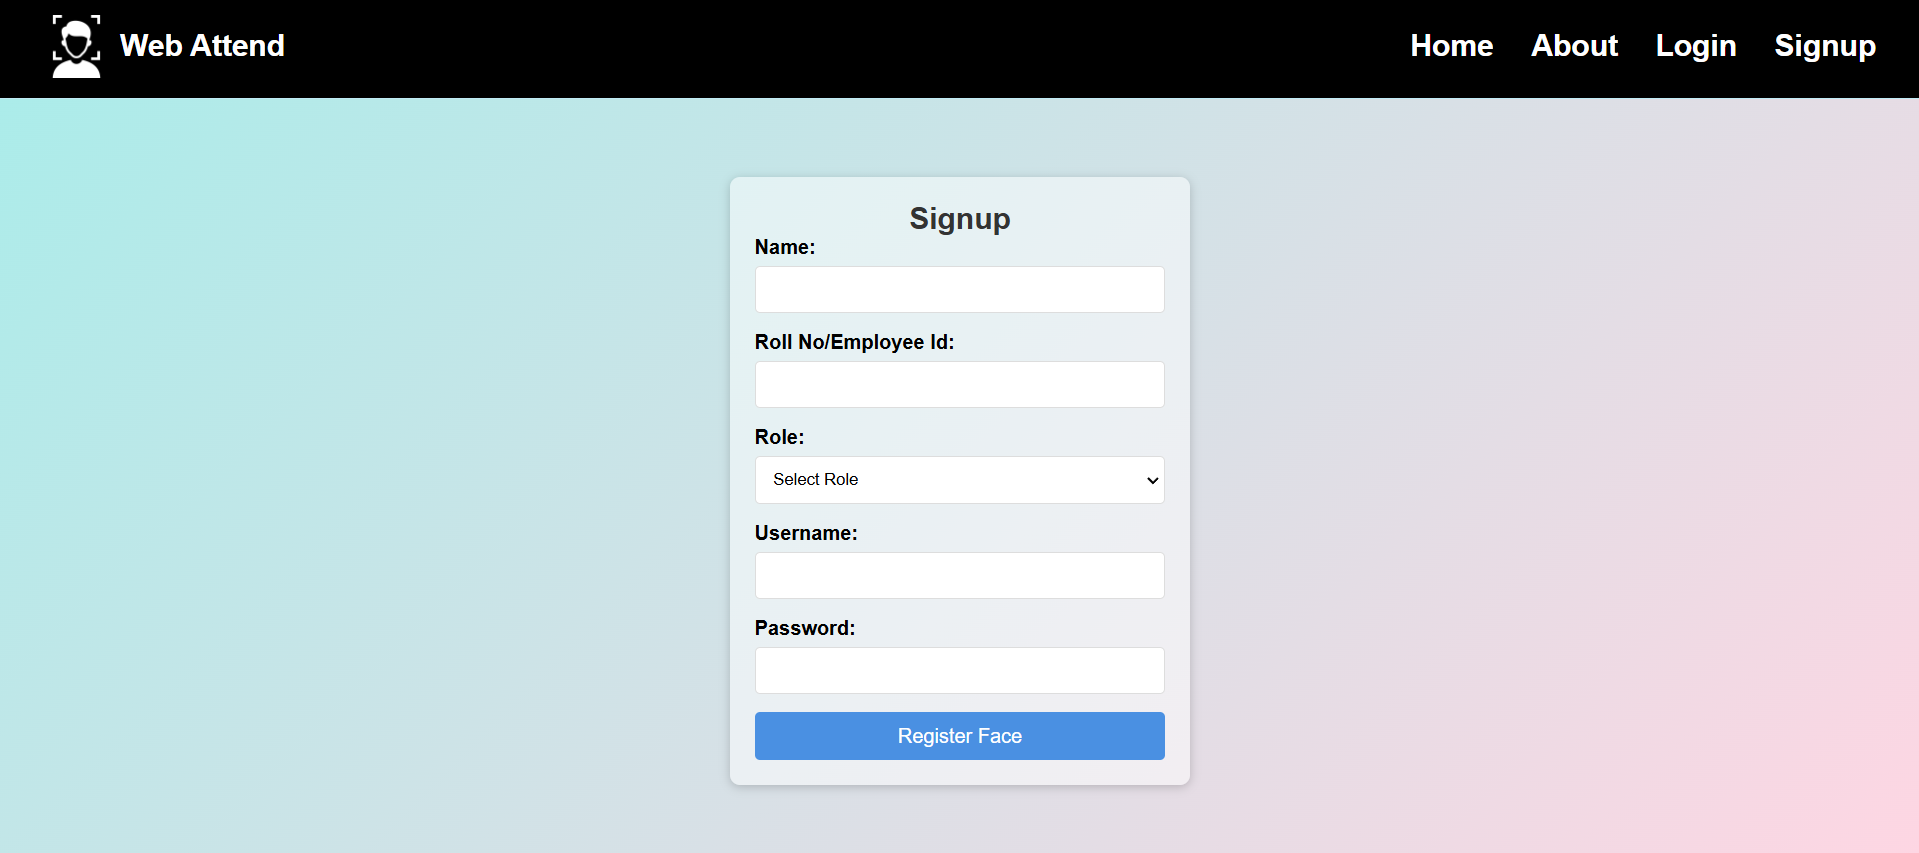 Web Attend
Home About Login Signup
Signup
Name:
Roll No/Employee Id:
Role:
Select Role
Username:
Password:
Register Face